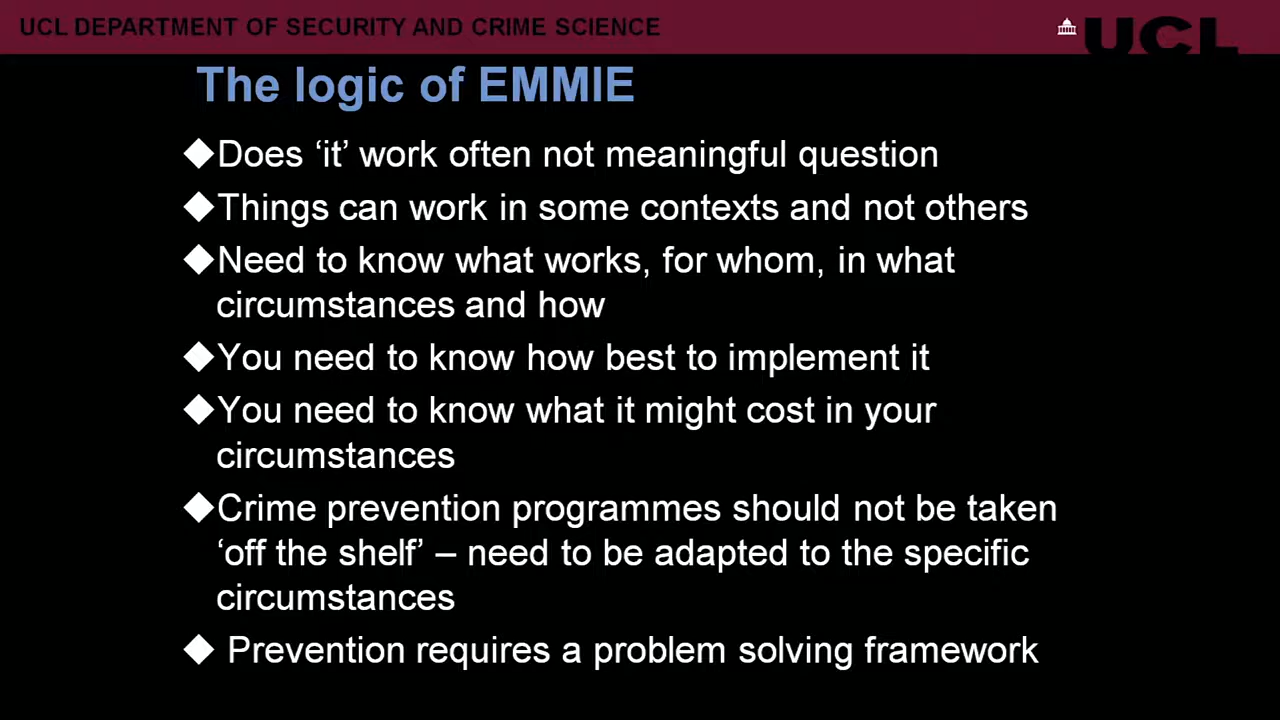 UCL DEPARTMENT OF SECURITY AND CRIME SCIENCE
UCL
The logic of EMMIE
◆Does ‘it’ work often not meaningful question
◆Things can work in some contexts and not others
◆Need to know what works, for whom, in what
circumstances and how
◆You need to know how best to implement it
◆You need to know what it might cost in your
circumstances
◆Crime prevention programmes should not be taken
‘off the shelf’ – need to be adapted to the specific
circumstances
◆ Prevention requires a problem solving framework